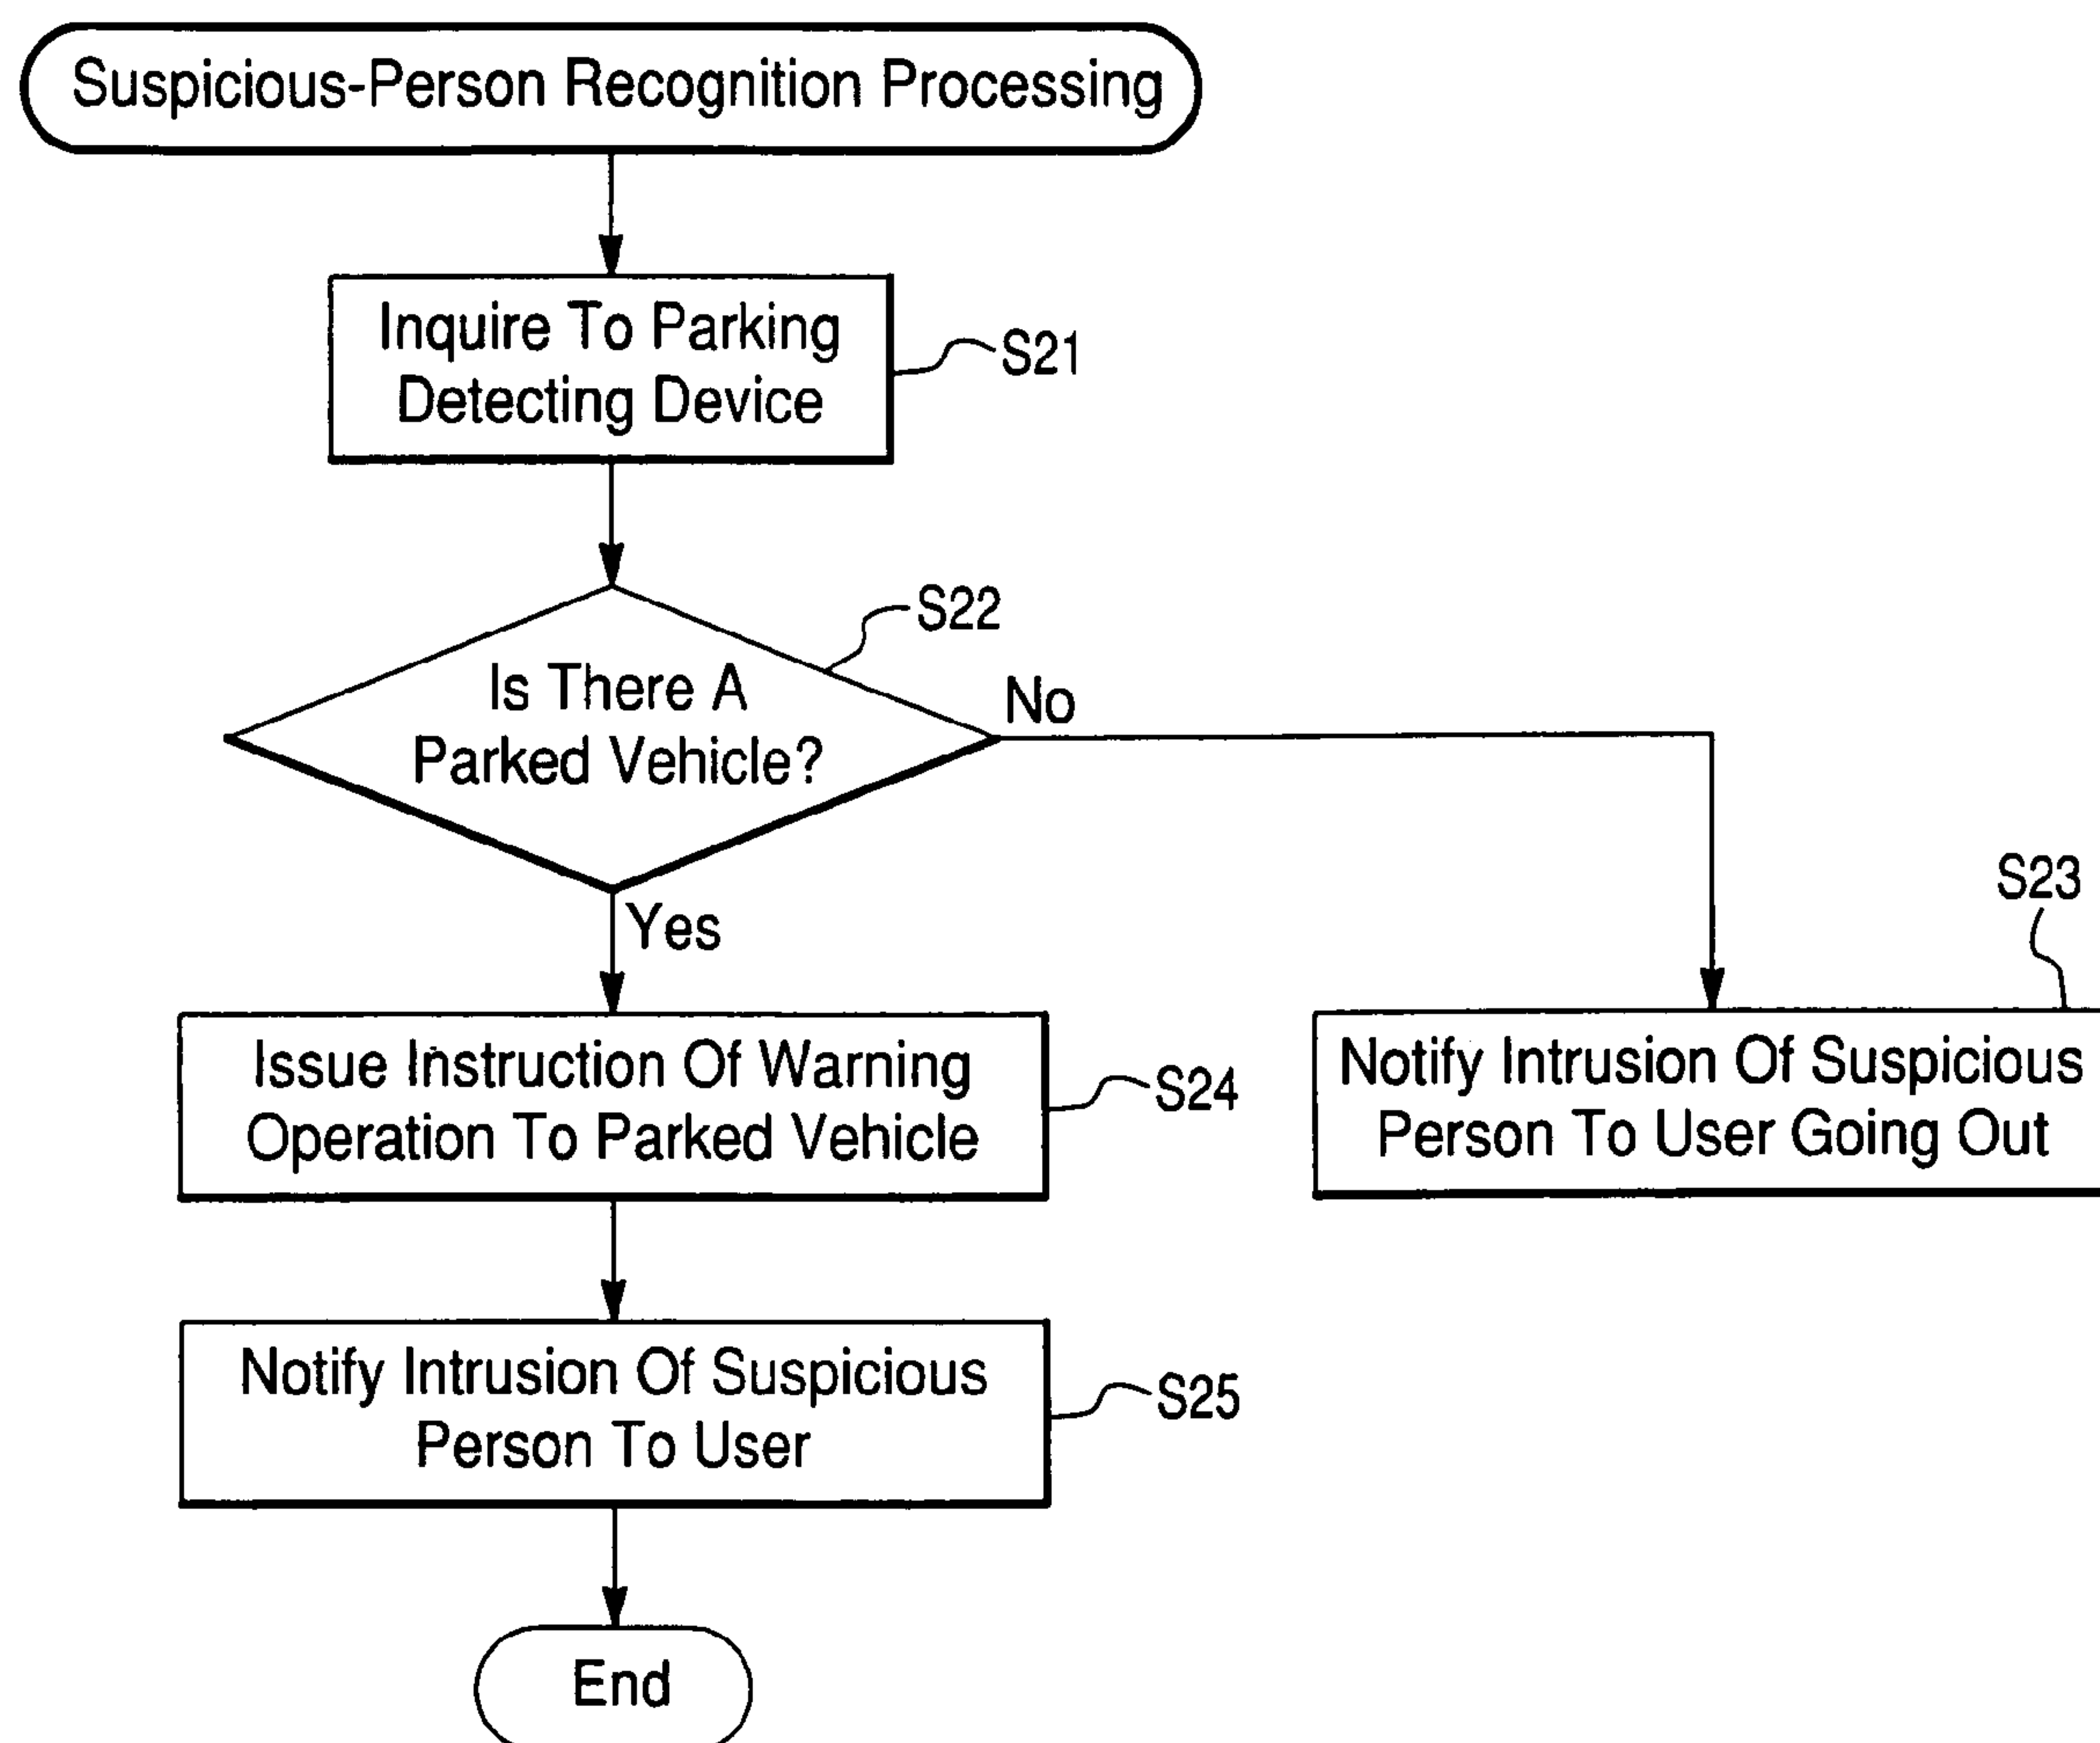 Suspicious-Person Recognition Processing
Inquire To Parking
Detecting Device
S21
S22
Is There A
Parked Vehicle?
No
Yes
S23
Issue Instruction Of Warning
Operation To Parked Vehicle
S24
Notify Intrusion Of Suspicious
Person To User Going Out
Notify Intrusion Of Suspicious
Person To User
S25
End